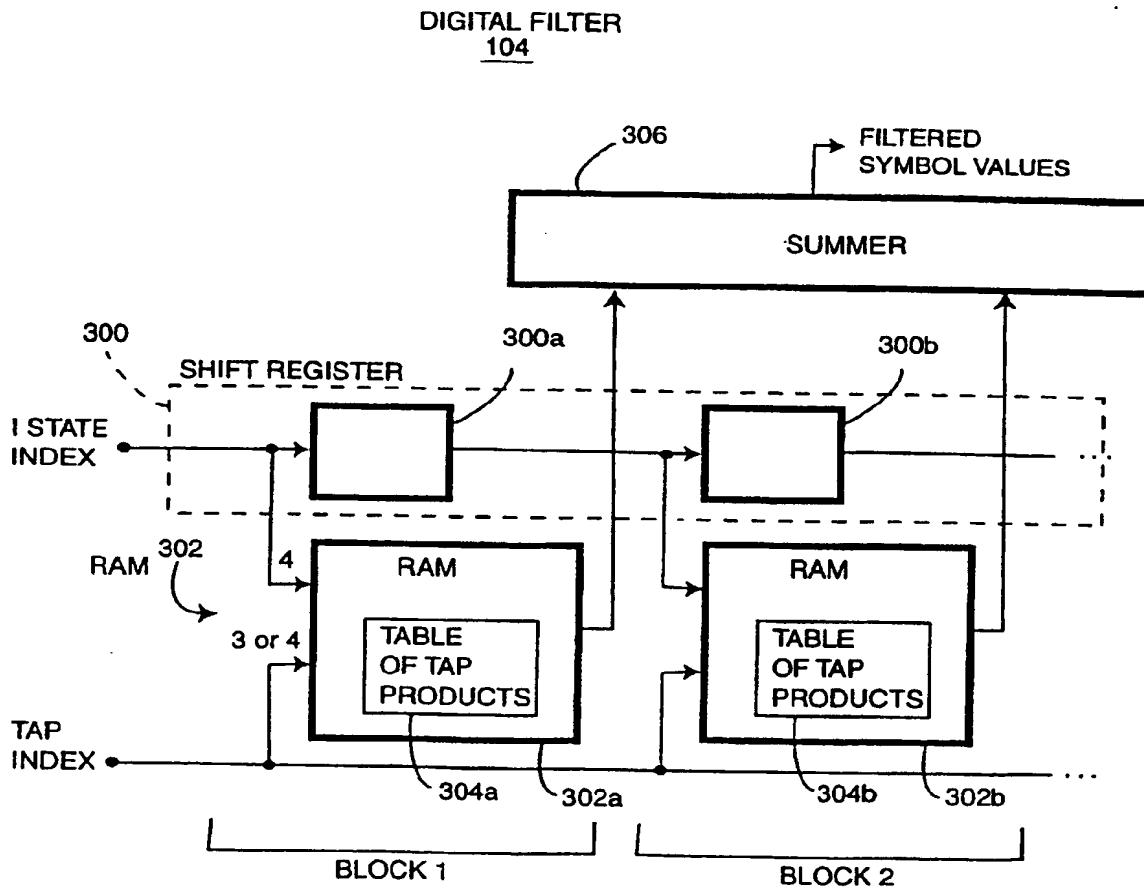 DIGITAL FILTER
104
306
FILTERED
SYMBOL VALUES
SUMMER
300
300a
300b
SHIFT REGISTER
I STATE
INDEX
...
RAM 302
4
3 or 4
RAM
RAM
TABLE
OF TAP
PRODUCTS
TABLE
OF TAP
PRODUCTS
TAP
INDEX
...
304a
302a
304b
302b
BLOCK 1
BLOCK 2